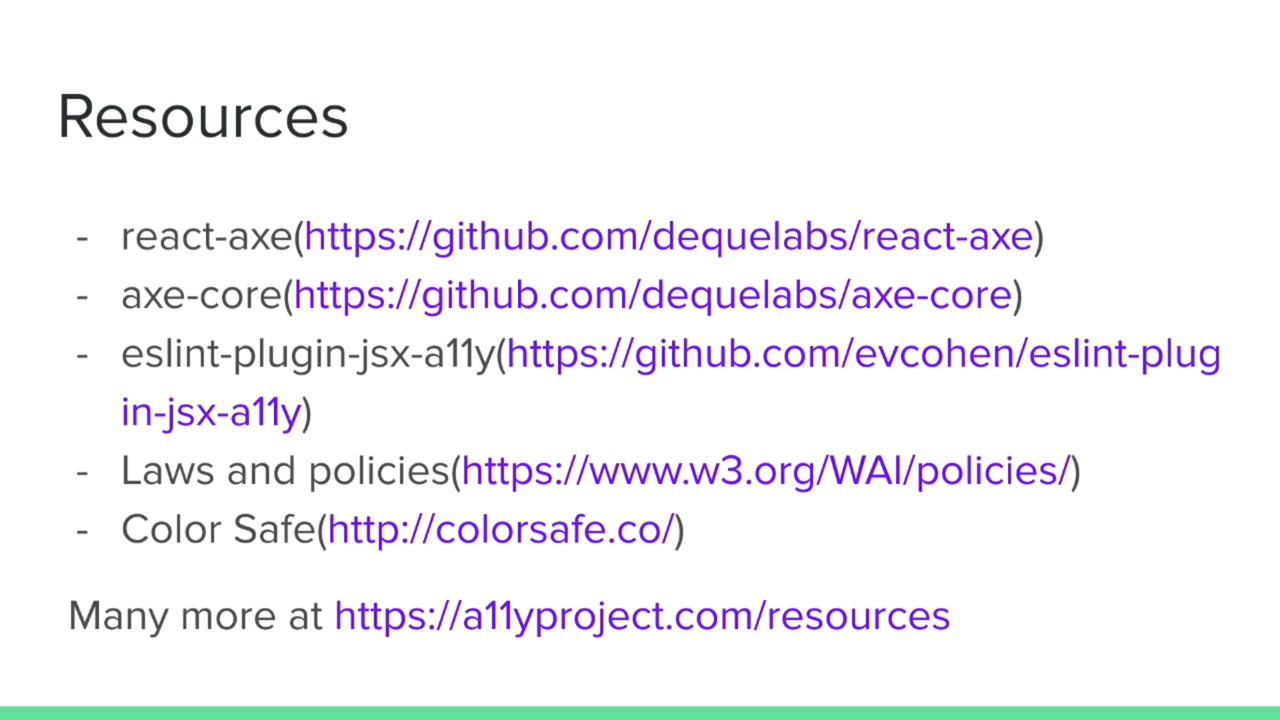 Resources
- react-axe(https://github.com/dequelabs/react-axe)
- axe-core(https://github.com/dequelabs/axe-core)
- eslint-plugin-jsx-a11y(https://github.com/evcohen/eslint-plug
in-jsx-a11y)
- Laws and policies(https://www.w3.org/WAI/policies/)
- Color Safe(http://colorsafe.co/)
Many more at https://a11yproject.com/resources